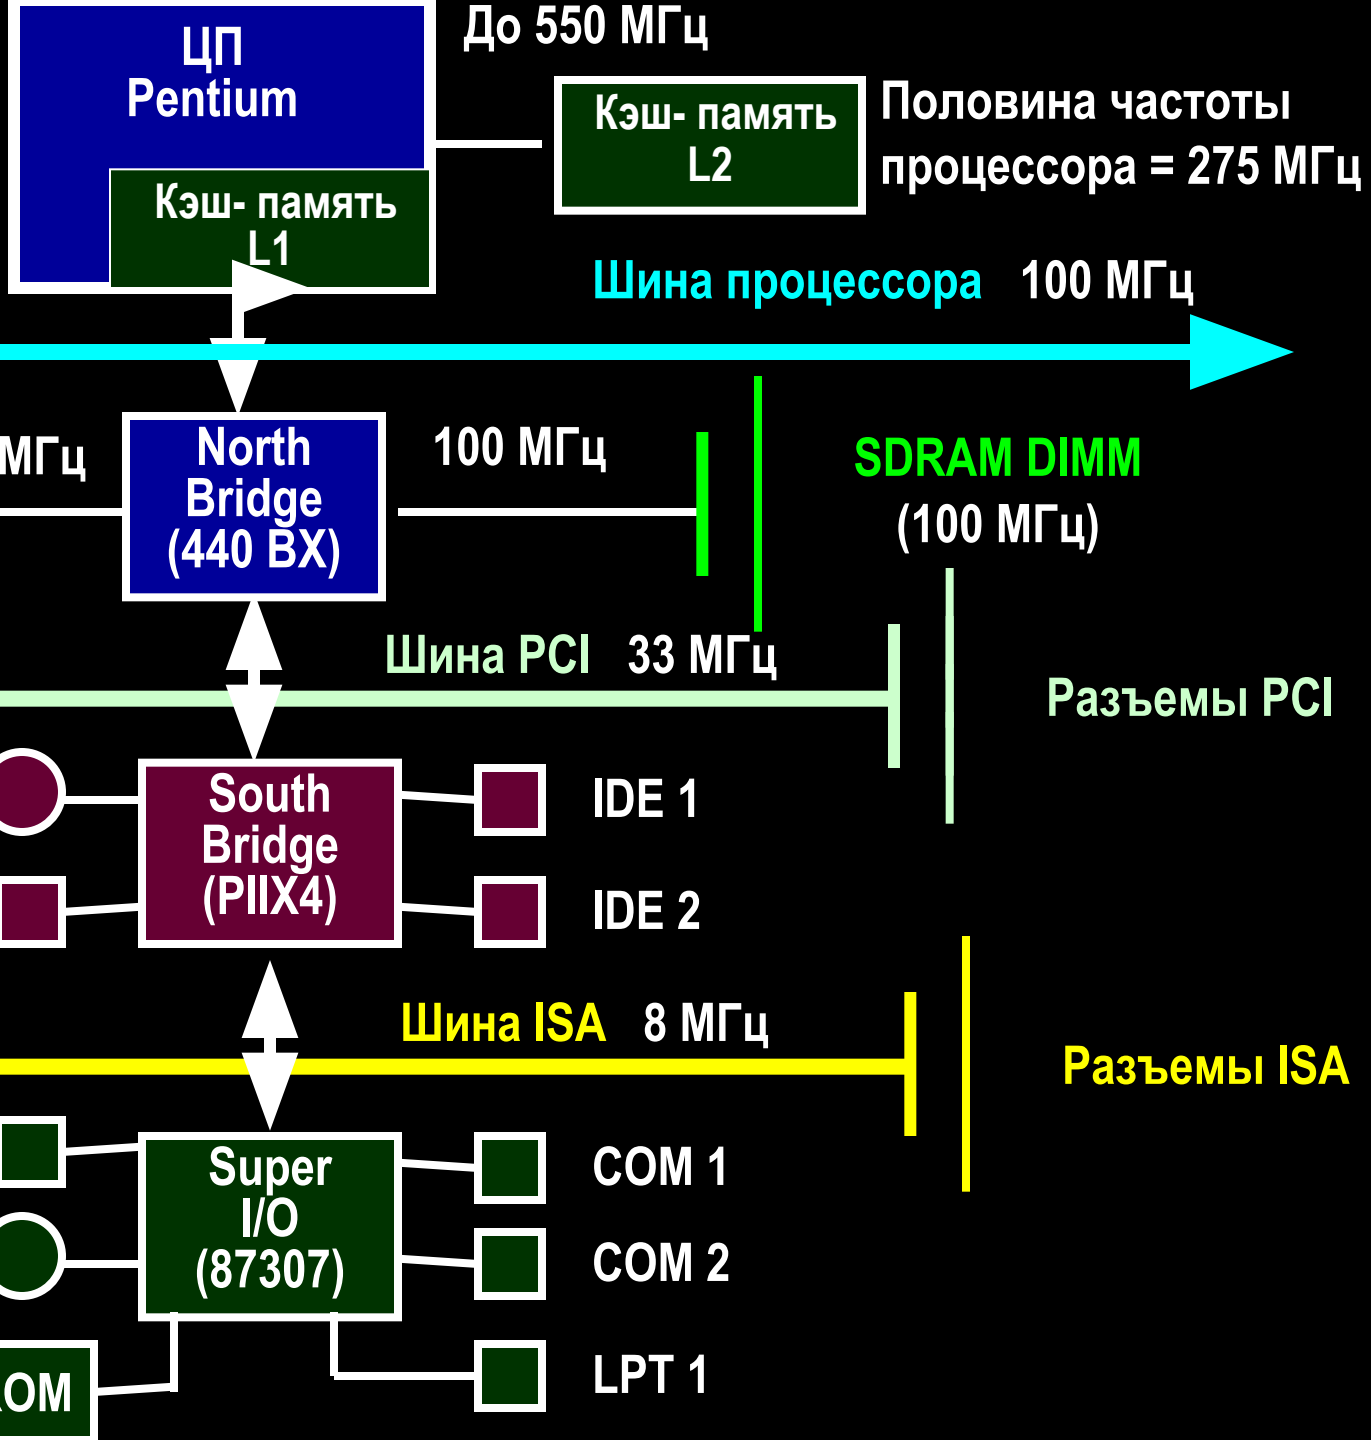 ЦП
Pentium
До 550 МГц
Кэш- память
L2
Половина частоты
процессора = 275 МГц
Кэш- память
L1
Шина процессора 100 МГц
МГц
North
Bridge
(440 BX)
100 МГц
SDRAM DIMM
(100 МГц)
Шина PCI 33 МГц
Разъемы PCI
South
Bridge
(PIIX4)
IDE 1
IDE 2
Шина ISA 8 МГц
Разъемы ISA
Super
I/O
(87307)
COM 1
COM 2
LPT 1